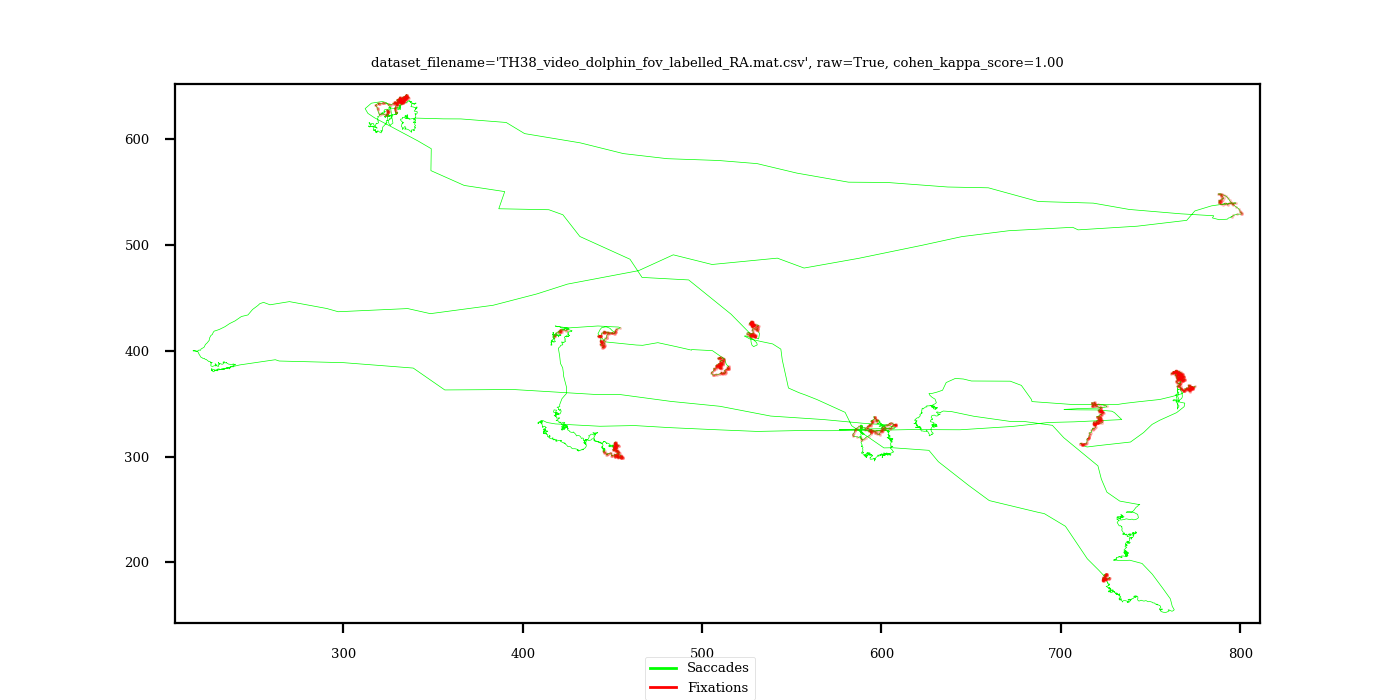 dataset_filename='TH38_video_dolphin_fov_labelled_RA.mat.csv', raw=True, cohen_kappa_score=1.00
600
500
400
300
200
300 400 500 600 700 800
Saccades
Fixations